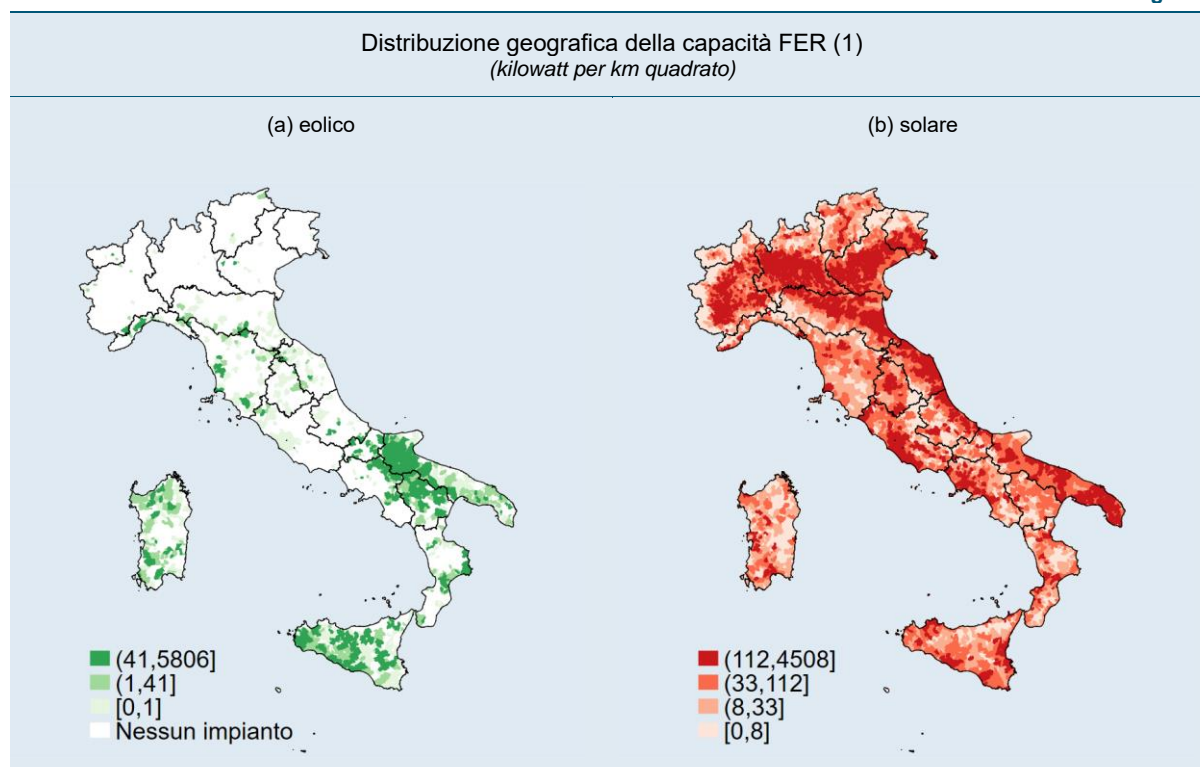 Distribuzione geografica della capacità FER (1)
(kilowatt per km quadrato)
(a) eolico
(b) solare
(41,5806]
(1,41]
[0,1]
Nessun impianto
(112,4508]
(33,112]
(8,33]
[0,8]